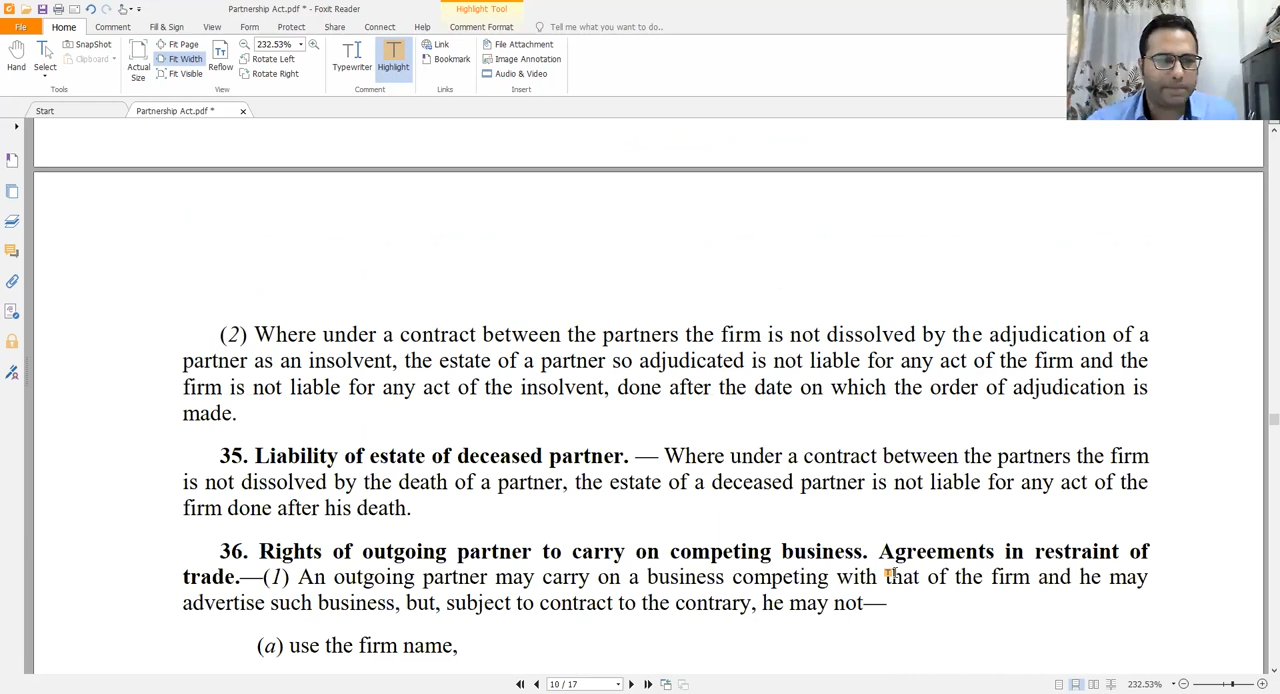 Partnership Act.pdf * - Foxit Reader
Highlight Tool
File Home Comment Fill & Sign View Form Protect Share Connect Help Comment Format Tell me what you want to do..
Hand Select SnapShot Clipboard
Tools
Actual Size Fit Page Fit Width Fit Visible Reflow 232.53% Rotate Left Rotate Right
View
Typewriter Highlight
Comment
Link Bookmark
Links
File Attachment Image Annotation Audio & Video
Insert
Start Partnership Act.pdf *
(2) Where under a contract between the partners the firm is not dissolved by the adjudication of a
partner as an insolvent, the estate of a partner so adjudicated is not liable for any act of the firm and the
firm is not liable for any act of the insolvent, done after the date on which the order of adjudication is
made.
35. Liability of estate of deceased partner. — Where under a contract between the partners the firm
is not dissolved by the death of a partner, the estate of a deceased partner is not liable for any act of the
firm done after his death.
36. Rights of outgoing partner to carry on competing business. Agreements in restraint of
trade.—(1) An outgoing partner may carry on a business competing with that of the firm and he may
advertise such business, but, subject to contract to the contrary, he may not—
(a) use the firm name,
10 / 17
232.53%